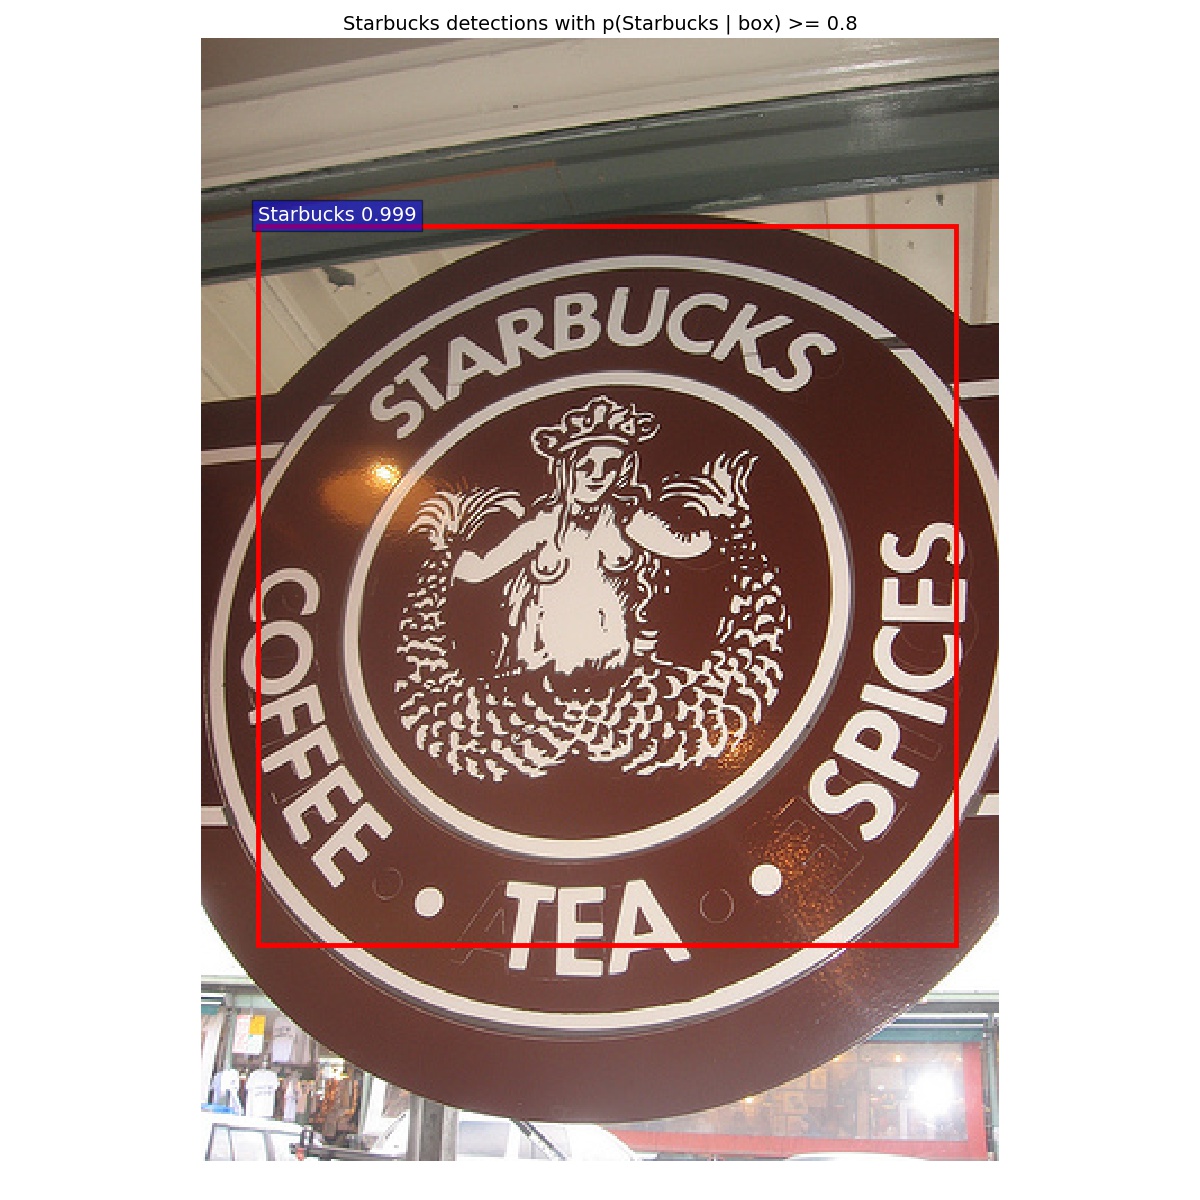 Starbucks detections with p(Starbucks | box) >= 0.8
Starbucks 0.999
STARBUCKS
COFFEE • TEA • SPICES